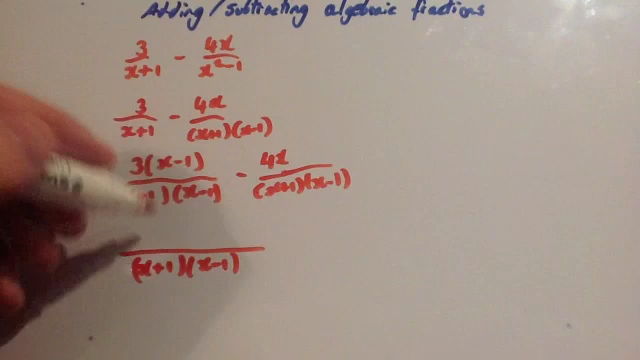 Adding/subtracting algebraic fractions
3/(x+1) - 4x/(x²-1)
3/(x+1) - 4x/((x+1)(x-1))
3(x-1)/(1)(x-1) - 4x/((x+1)(x-1))
(x+1)(x-1)